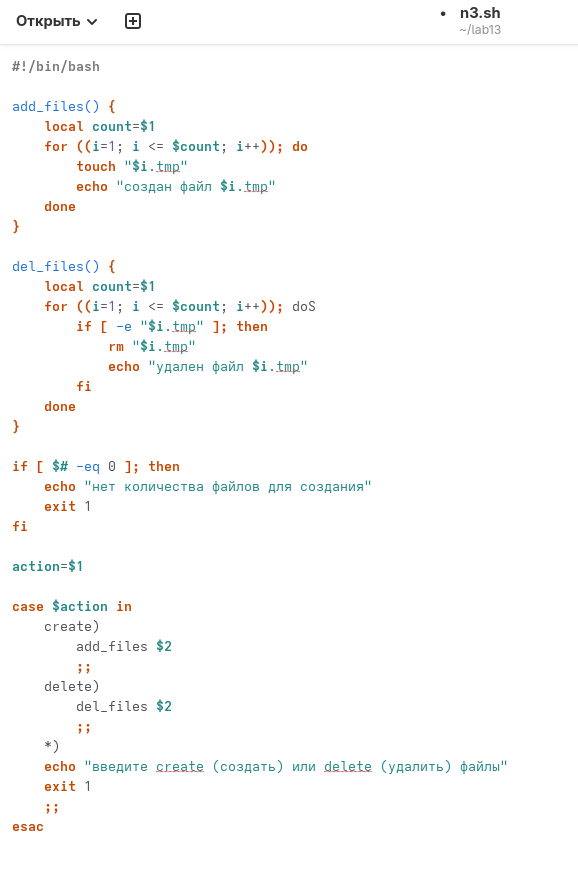 Открыть
• n3.sh
~/lab13
#!/bin/bash
add_files() {
    local count=$1
    for ((i=1; i <= $count; i++)); do
        touch "$i.tmp"
        echo "создан файл $i.tmp"
    done
}
del_files() {
    local count=$1
    for ((i=1; i <= $count; i++)); doS
        if [ -e "$i.tmp" ]; then
            rm "$i.tmp"
            echo "удален файл $i.tmp"
        fi
    done
}
if [ $# -eq 0 ]; then
    echo "нет количества файлов для создания"
    exit 1
fi
action=$1
case $action in
    create)
        add_files $2
        ;;
    delete)
        del_files $2
        ;;
    *)
    echo "введите create (создать) или delete (удалить) файлы"
    exit 1
    ;;
esac